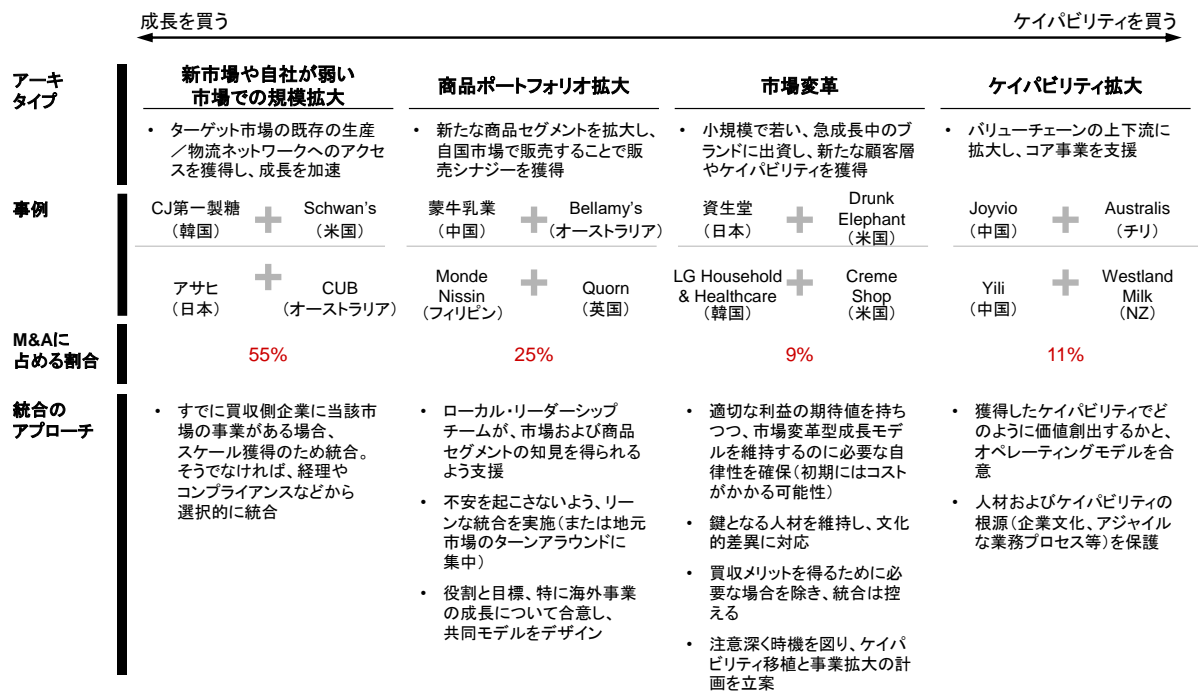 成長を買う
ケイパビリティを買う
アーキ
タイプ
新市場や自社が弱い
市場での規模拡大
商品ポートフォリオ拡大
市場変革
ケイパビリティ拡大
• ターゲット市場の既存の生産
／物流ネットワークへのアクセ
スを獲得し、成長を加速
• 新たな商品セグメントを拡大し、
自国市場で販売することで販
売シナジーを獲得
• 小規模で若い、急成長中のブ
ランドに出資し、新たな顧客層
やケイパビリティを獲得
• バリューチェーンの上下流に
拡大し、コア事業を支援
事例
CJ第一製糖
（韓国）
+
Schwan's
（米国）
蒙牛乳業
（中国）
+
Bellamy's
（オーストラリア）
資生堂
（日本）
+
Drunk
Elephant
（米国）
Joyvio
（中国）
+
Australis
（チリ）
アサヒ
（日本）
+
CUB
（オーストラリア）
Monde
Nissin
（フィリピン）
+
Quorn
（英国）
LG Household
& Healthcare
（韓国）
+
Creme
Shop
（米国）
Yili
（中国）
+
Westland
Milk
（NZ）
M&Aに
占める割合
55%
25%
9%
11%
統合の
アプローチ
• すでに買収側企業に当該市
場の事業がある場合、
スケール獲得のため統合。
そうでなければ、経理や
コンプライアンスなどから
選択的に統合
• ローカル・リーダーシップ
チームが、市場および商品
セグメントの知見を得られる
よう支援
• 不安を起こさないよう、リー
ンな統合を実施（または地元
市場のターンアラウンドに
集中）
• 役割と目標、特に海外事業
の成長について合意し、
共同モデルをデザイン
• 適切な利益の期待値を持ち
つつ、市場変革型成長モデ
ルを維持するのに必要な自
律性を確保（初期にはコスト
がかかる可能性）
• 鍵となる人材を維持し、文化
的差異に対応
• 買収メリットを得るために必
要な場合を除き、統合は控
える
• 注意深く時機を図り、ケイパ
ビリティ移植と事業拡大の計
画を立案
• 獲得したケイパビリティでど
のように価値創出するかと、
オペレーティングモデルを合
意
• 人材およびケイパビリティの
根源（企業文化、アジャイル
な業務プロセス等）を保護